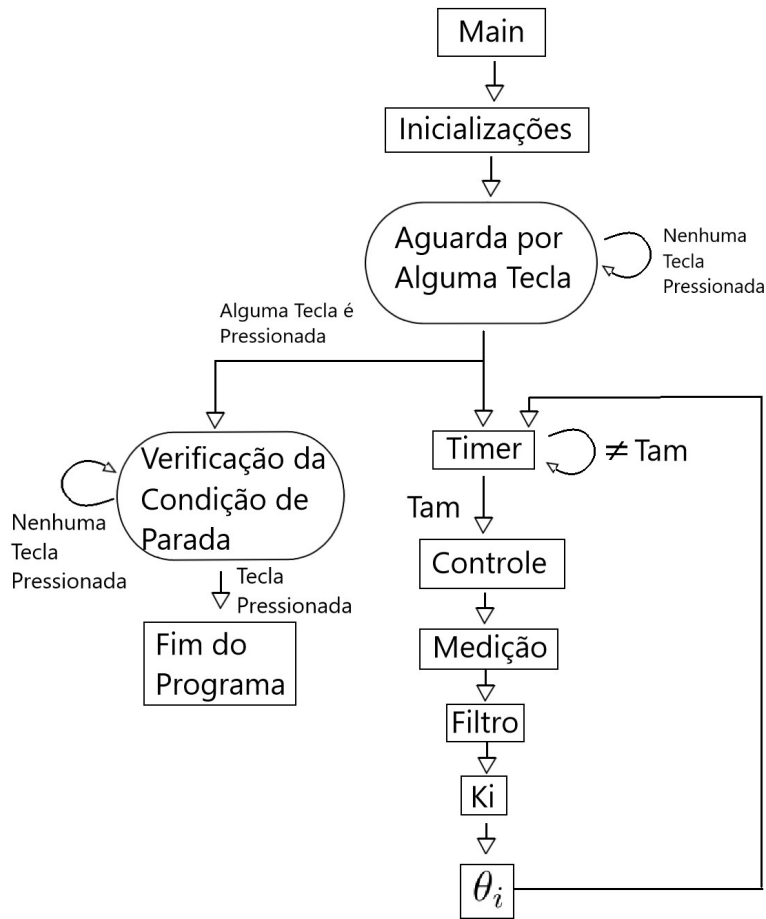 Main
Inicializações
Aguarda por
Alguma Tecla
Nenhuma
Tecla
Pressionada
Alguma Tecla é
Pressionada
Verificação da
Condição de
Parada
Nenhuma
Tecla
Pressionada
Tecla
Pressionada
Fim do
Programa
Timer
≠ Tam
Tam
Controle
Medição
Filtro
Ki
θi